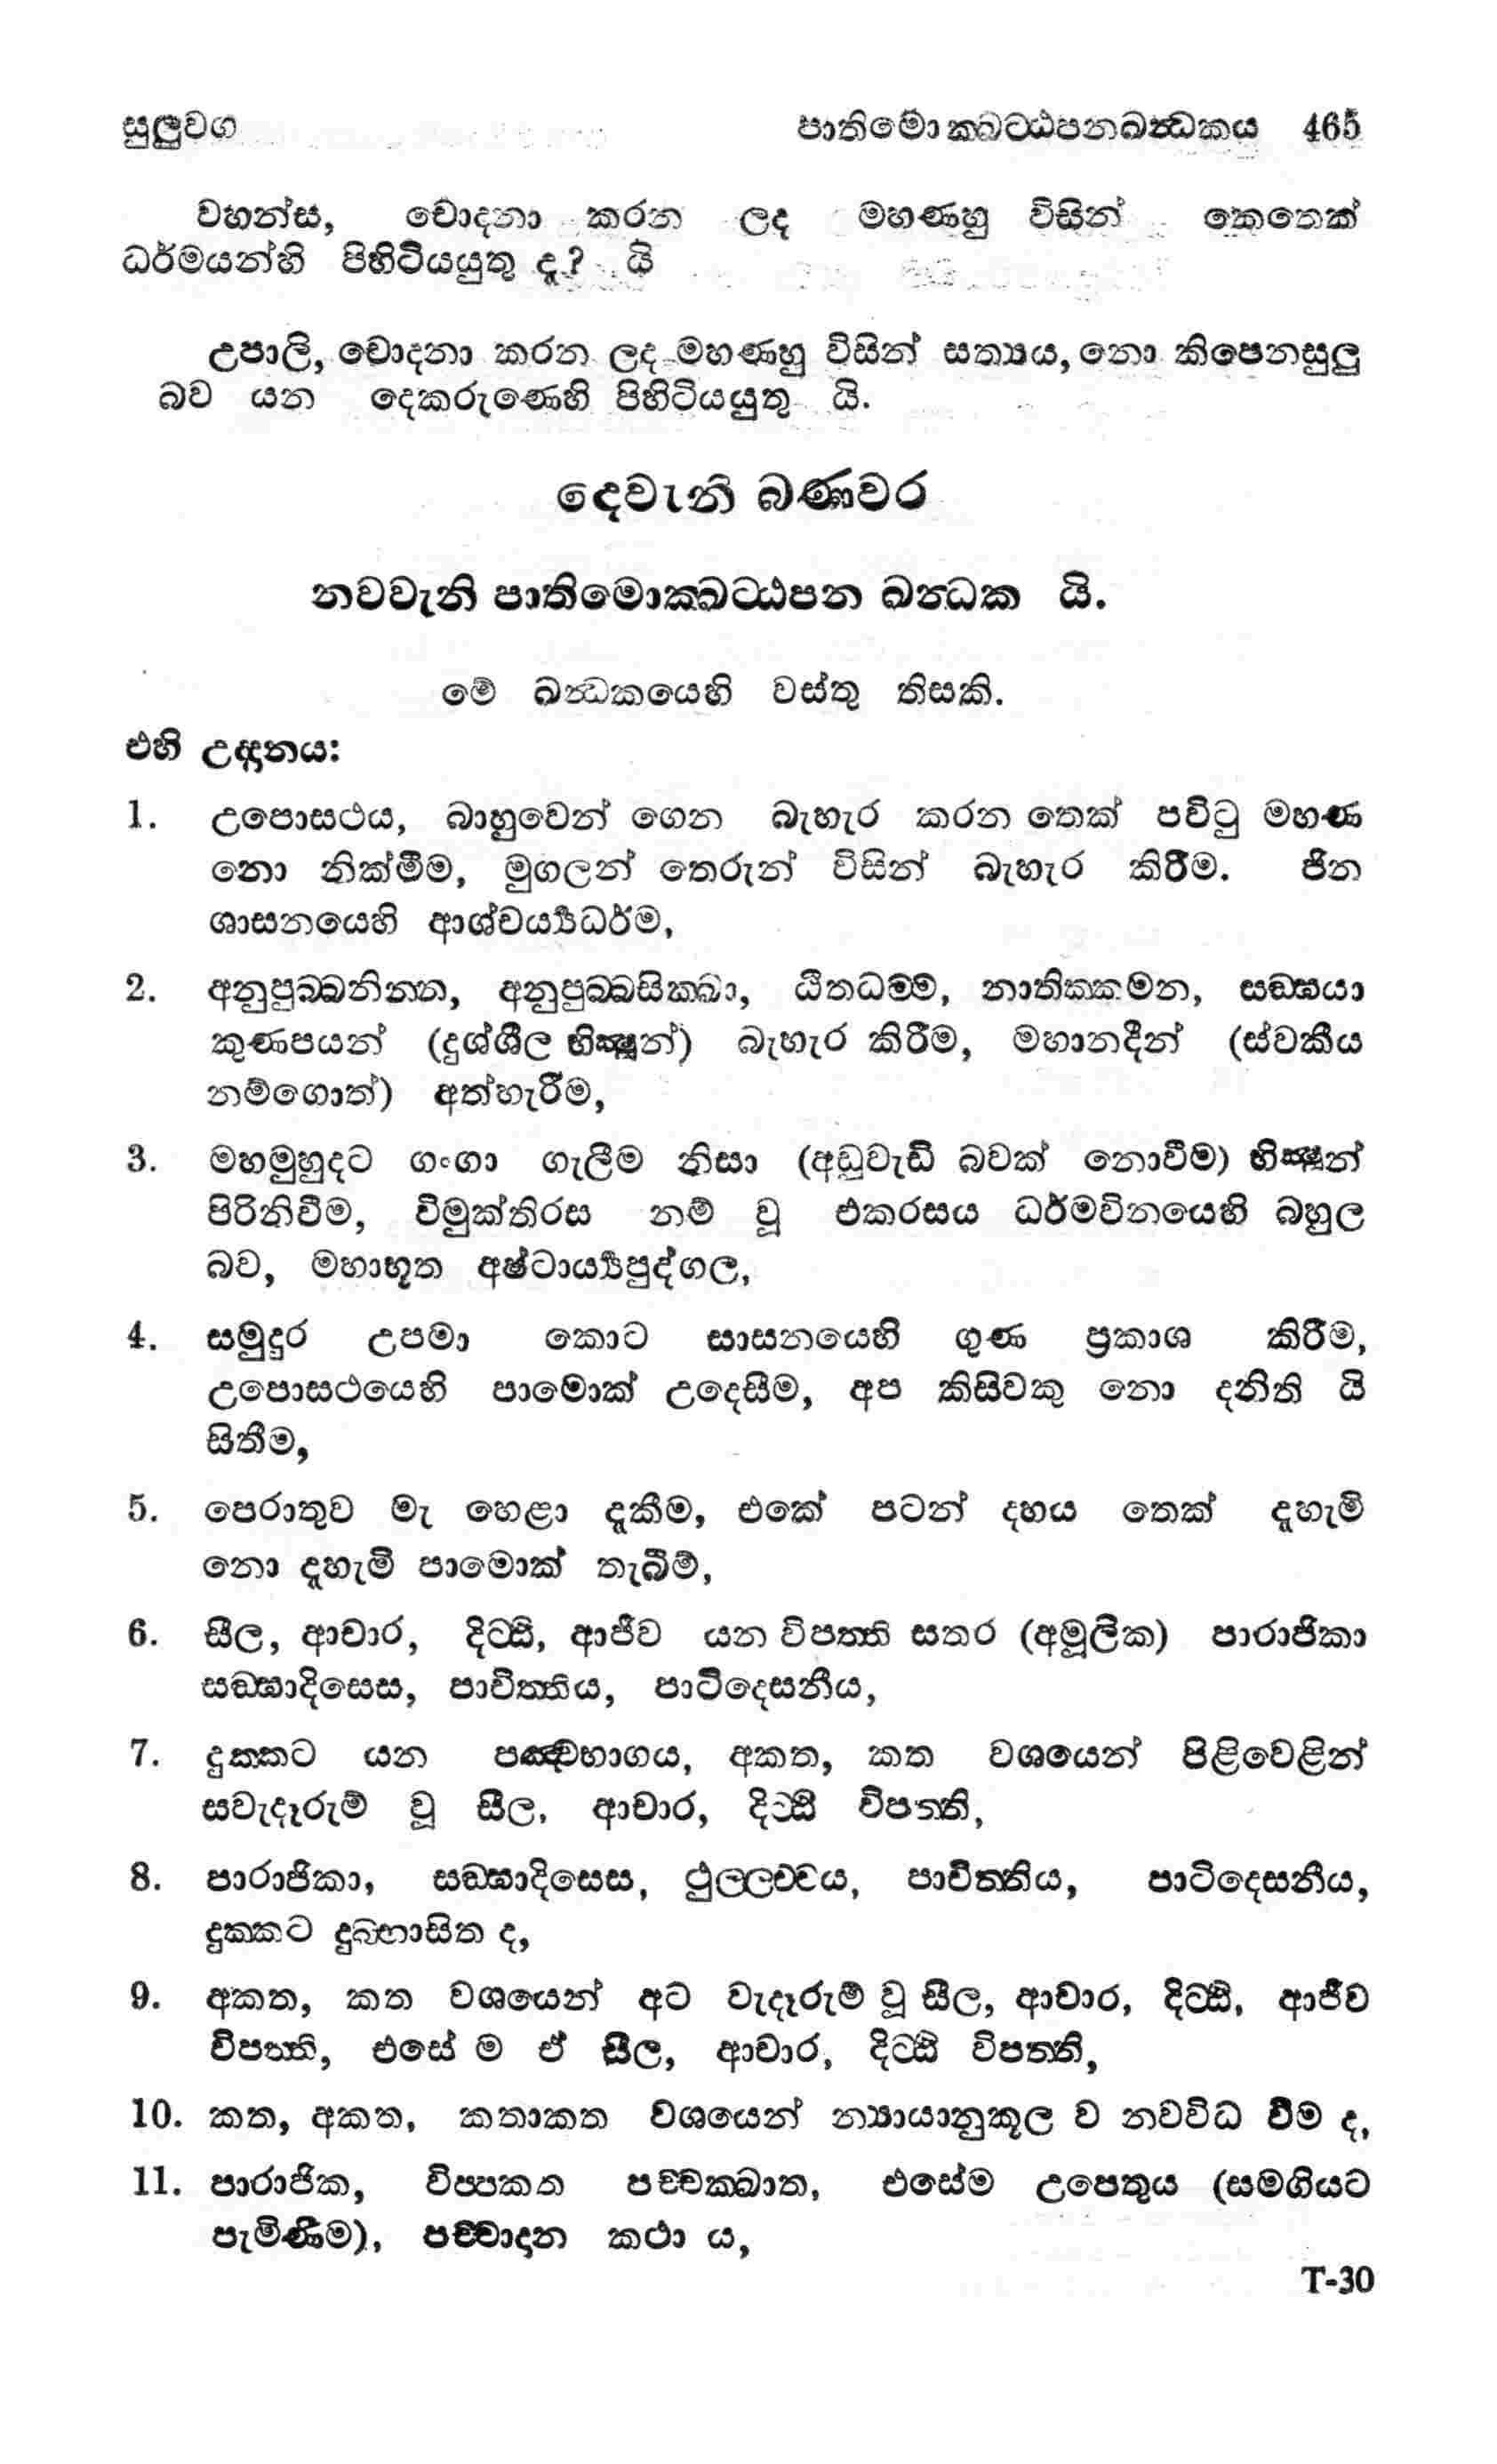 සුලුවග පාතිමොක්ඛට්ඨපනඛන්ධකය 465
වහන්ස, චොදනා කරන ලද මහණහු විසින් කෙතෙක්
ධර්මයන්හි පිහිටියයුතු ද? යි
උපාලි, චොදනා කරන ලද මහණහු විසින් සත්‍යය, නො කිපෙනසුලු
බව යන දෙකරුණෙහි පිහිටියයුතු යි.
දෙවැනි බණවර
නවවැනි පාතිමොක්ඛට්ඨපන ඛන්ධක යි.
මේ ඛන්ධකයෙහි වස්තු තිසකි.
එහි උද්දානය:
1. උපොසථය, බාහුවෙන් ගෙන බැහැර කරන තෙක් පවිටු මහණ
නො නික්මීම, මුගලන් තෙරුන් විසින් බැහැර කිරීම. ජින
ශාසනයෙහි ආශ්චර්‍ය්‍යධර්ම,
2. අනුපුබ්බනින්න, අනුපුබ්බසික්ඛා, ඨිතධම්ම, නාතික්කමන, සඞ්ඝයා
කුණපයන් (දුශ්ශීල භික්‍ෂූන්) බැහැර කිරීම, මහානදීන් (ස්වකීය
නම්ගොත්) අත්හැරීම,
3. මහමුහුදට ගංගා ගැලීම නිසා (අඩුවැඩි බවක් නොවීම) භික්‍ෂූන්
පිරිනිවීම, විමුක්තිරස නම් වූ එකරසය ධර්මවිනයෙහි බහුල
බව, මහාභූත අෂ්ටාර්‍ය්‍යපුද්ගල,
4. සමුදුර උපමා කොට සාසනයෙහි ගුණ ප්‍රකාශ කිරීම,
උපොසථයෙහි පාමොක් උදෙසීම, අප කිසිවකු නො දනිති යි
සිතීම,
5. පෙරාතුව මැ හෙළා දැකීම, එකේ පටන් දහය තෙක් දැහැමි
නො දැහැමි පාමොක් තැබීම්,
6. සීල, ආචාර, දිට්ඨි, ආජීව යන විපත්ති සතර (අමූලික) පාරාජිකා
සඞ්ඝාදිසෙස, පාචිත්තිය, පාටිදෙසනීය,
7. දුක්කට යන පඤ්චභාගය, අකත, කත වශයෙන් පිළිවෙළින්
සවැදෑරුම් වූ සීල, ආචාර, දිට්ඨි විපත්ති,
8. පාරාජිකා, සඞ්ඝාදිසෙස, ථුල්ලච්චය, පාචිත්තිය, පාටිදෙසනීය,
දුක්කට දුබ්භාසිත ද,
9. අකත, කත වශයෙන් අට වැදෑරුම් වූ සීල, ආචාර, දිට්ඨි, ආජීව
විපත්ති, එසේ ම ඒ සීල, ආචාර, දිට්ඨි විපත්ති,
10. කත, අකත, කතාකත වශයෙන් න්‍යායානුකූල ව නවවිධ වීම ද,
11. පාරාජික, විප්පකත පච්චක්ඛාත, එසේම උපෙතුය (සමගියට
පැමිණීම), පච්චාදාන කථා ය,
T-30